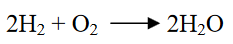 2H₂ + O₂ ⟶ 2H₂O